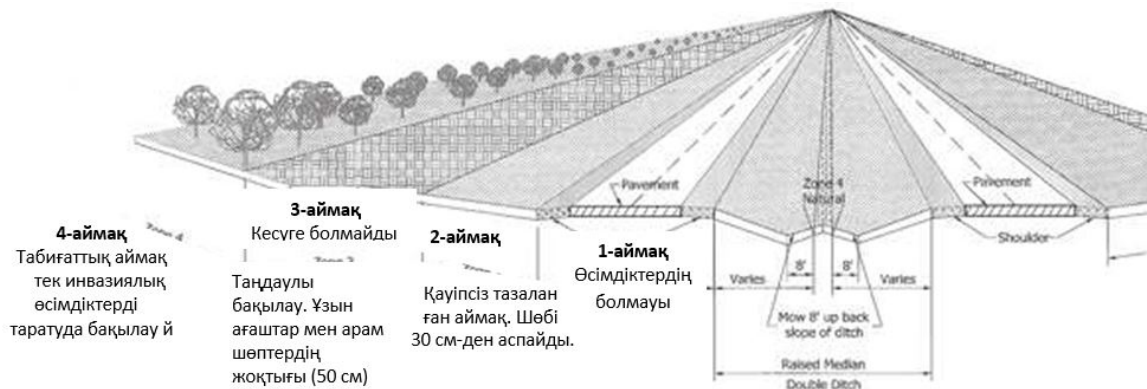 Pavement
Zone 4
Natural
Pavement
Shoulder
8'
8'
Varies
Varies
Mow 8' up back
slope of ditch
Raised Median
Double Ditch
4-аймақ
Табиғаттық аймақ
тек инвазиялық
өсімдіктерді
таратуда бақылау й
3-аймақ
Кесуге болмайды
Таңдаулы
бақылау. Ұзын
ағаштар мен арам
шөптердің
жоқтығы (50 см)
2-аймақ
Қауіпсіз тазалан
ған аймақ. Шөбі
30 см-ден аспайды.
1-аймақ
Өсімдіктердің
болмауы